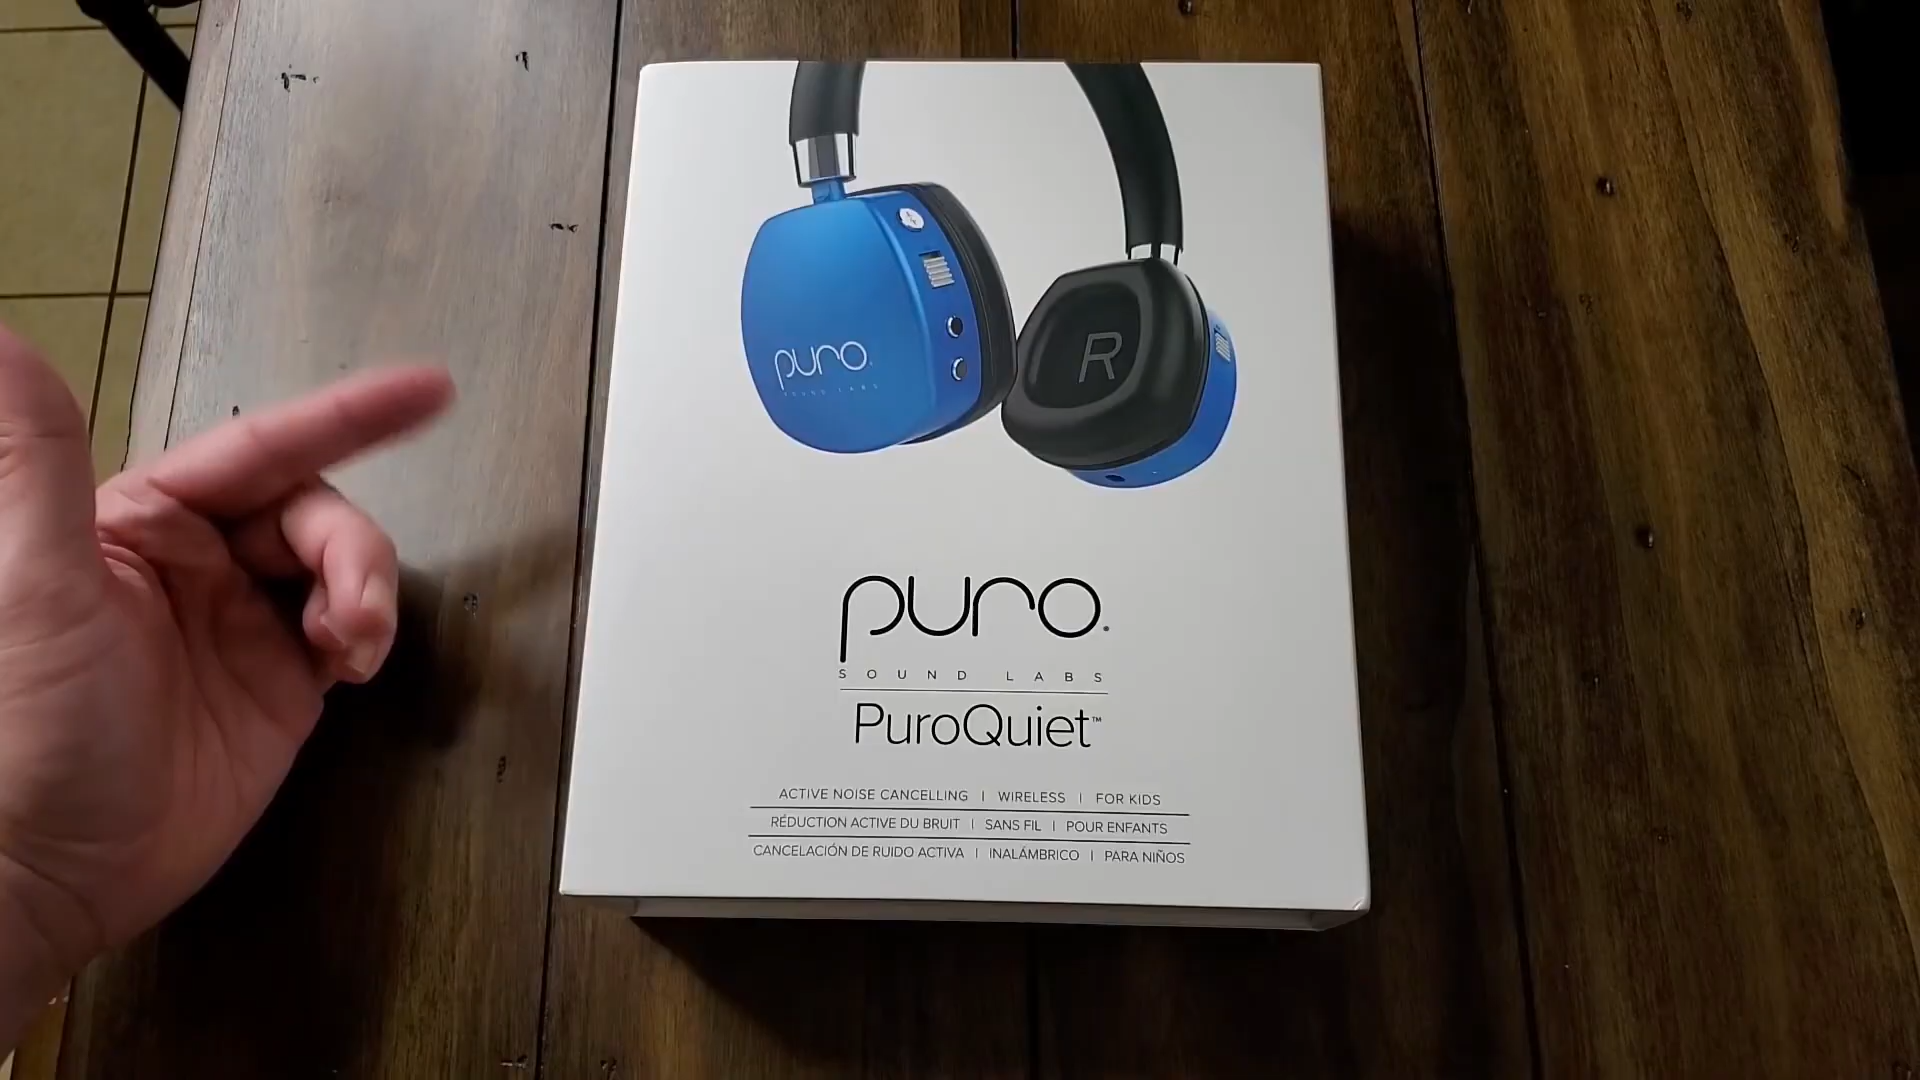 puro.
SOUND LABS
R
puro.
SOUND LABS
PuroQuiet™
ACTIVE NOISE CANCELLING | WIRELESS | FOR KIDS
RÉDUCTION ACTIVE DU BRUIT | SANS FIL | POUR ENFANTS
CANCELACIÓN DE RUIDO ACTIVA | INALÁMBRICO | PARA NIÑOS